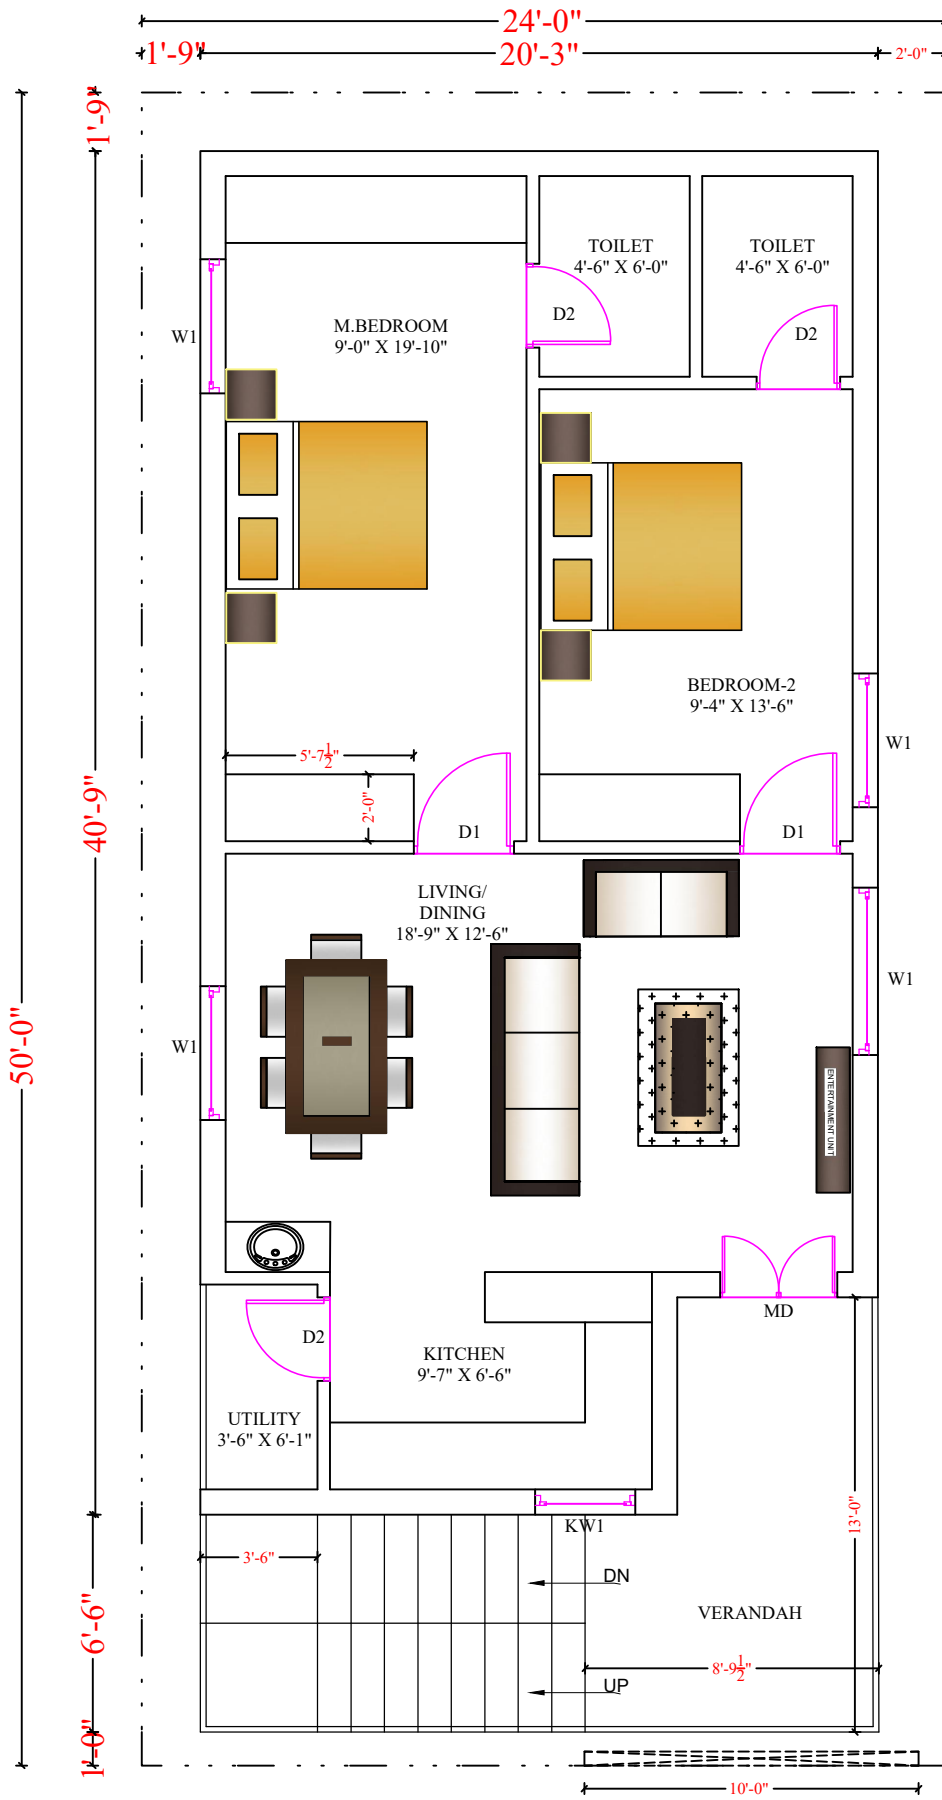 24'-0"
1'-9"
20'-3"
2'-0"
1'-9"
TOILET
4'-6" X 6'-0"
TOILET
4'-6" X 6'-0"
D2
M.BEDROOM
9'-0" X 19'-10"
W1
D2
BEDROOM-2
9'-4" X 13'-6"
W1
5'-7 1/2"
2'-0"
D1
D1
40'-9"
LIVING/
DINING
18'-9" X 12'-6"
W1
50'-0"
W1
ENTERTAINMENT UNIT
MD
D2
KITCHEN
9'-7" X 6'-6"
UTILITY
3'-6" X 6'-1"
KW1
13'-0"
3'-6"
DN
6'-6"
VERANDAH
8'-9 1/2"
UP
1'-0"
10'-0"